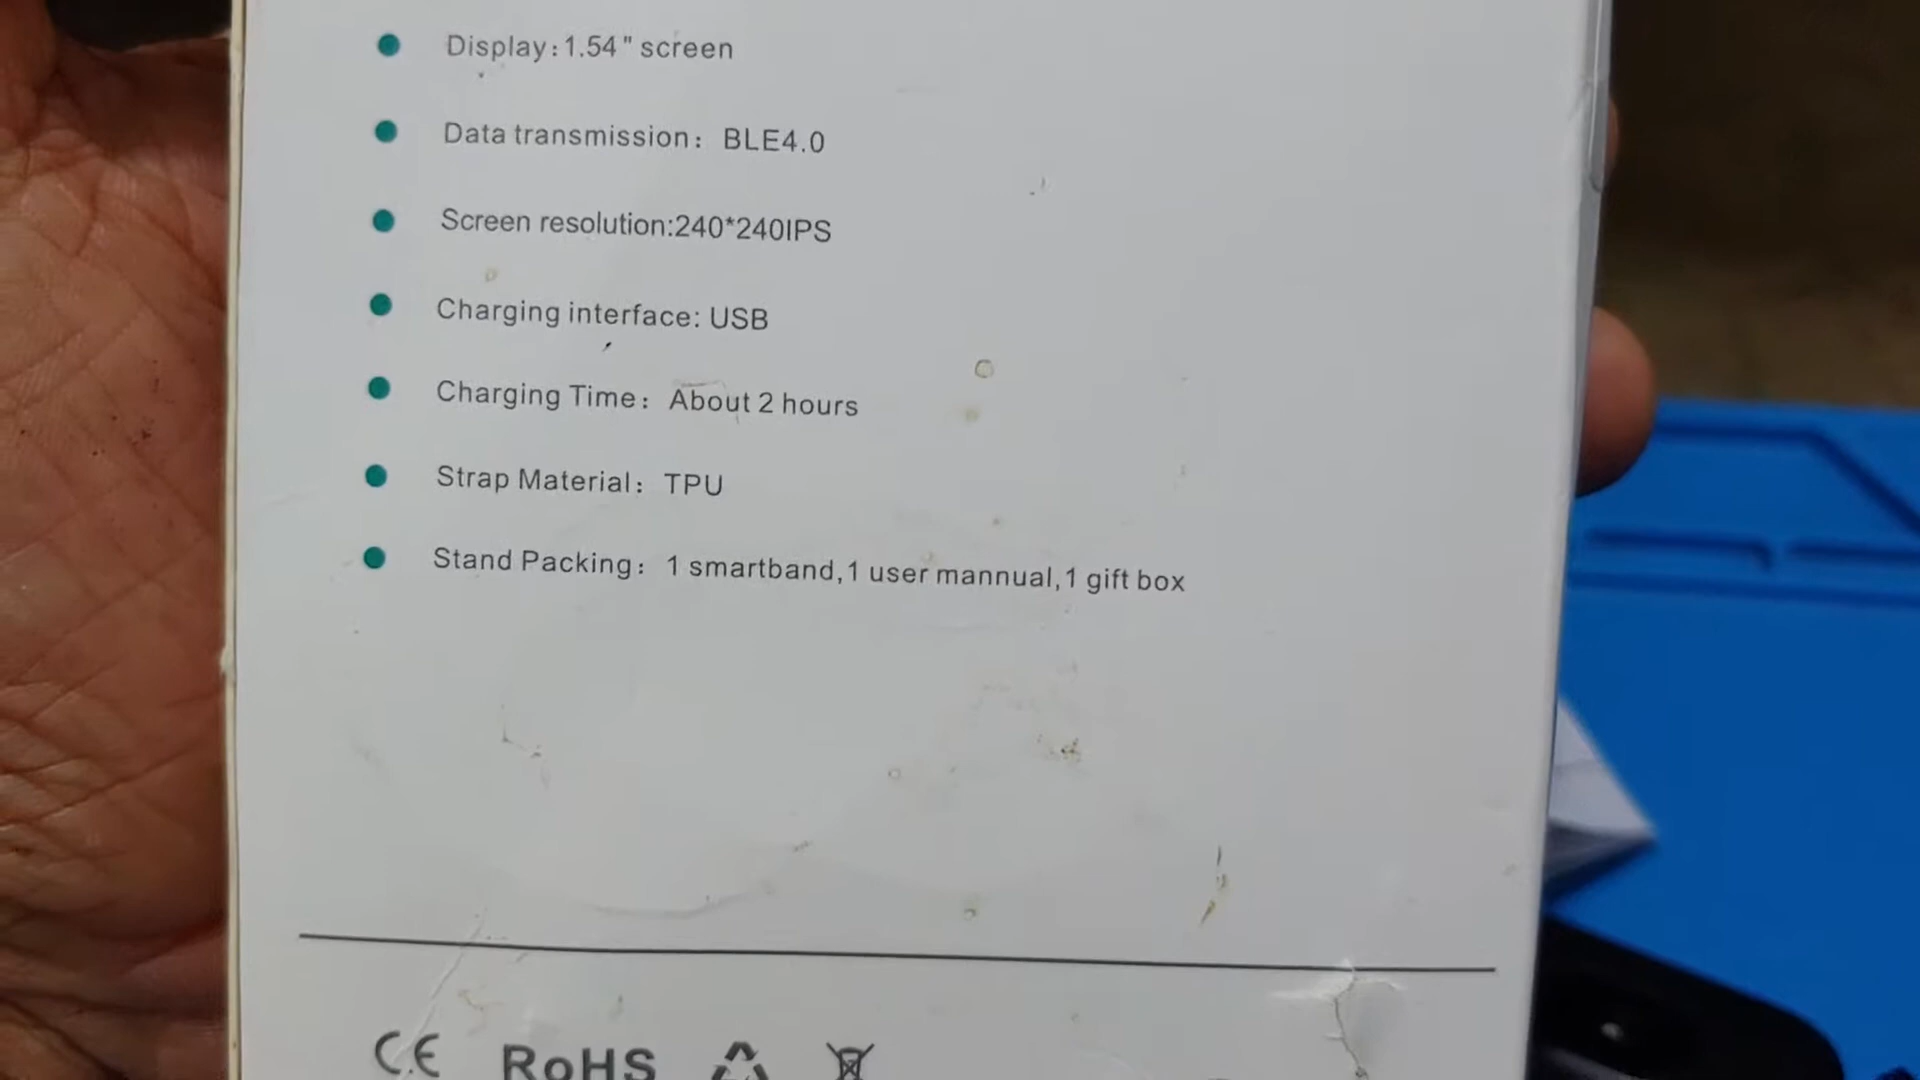 Display:1.54" screen
Data transmission: BLE4.0
Screen resolution:240*240IPS
Charging interface: USB
Charging Time: About 2 hours
Strap Material: TPU
Stand Packing: 1 smartband,1 user mannual,1 gift box
CE RoHS